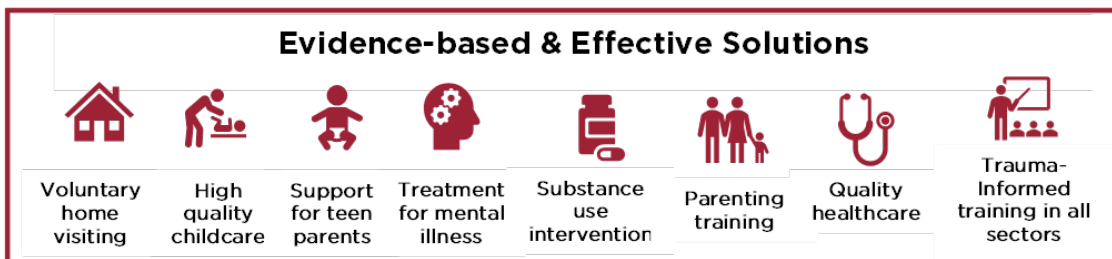 Evidence-based & Effective Solutions
Voluntary
home
visiting
High
quality
childcare
Support
for teen
parents
Treatment
for mental
illness
Substance
use
intervention
Parenting
training
Quality
healthcare
Trauma-
Informed
training in all
sectors